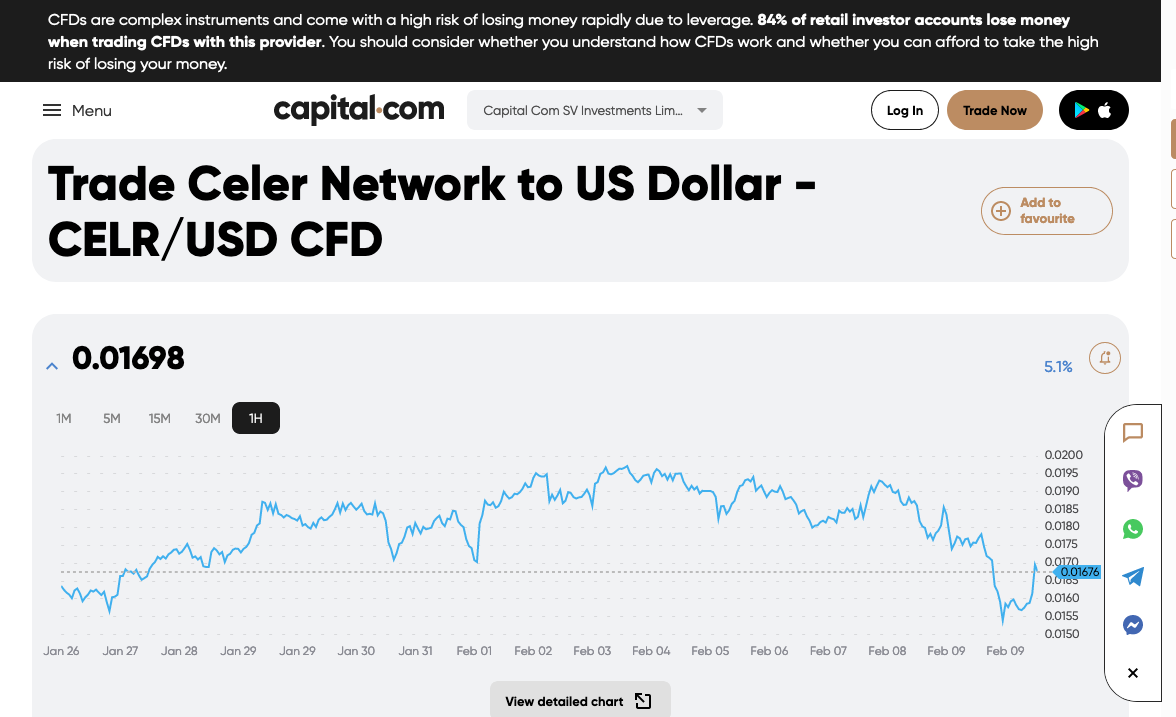 CFDs are complex instruments and come with a high risk of losing money rapidly due to leverage. 84% of retail investor accounts lose money
when trading CFDs with this provider. You should consider whether you understand how CFDs work and whether you can afford to take the high
risk of losing your money.
Menu
capital.com
Capital Com SV Investments Lim...
Log In
Trade Now
Trade Celer Network to US Dollar -
CELR/USD CFD
Add to
favourite
0.01698
5.1%
1M 5M 15M 30M 1H
0.0200
0.0195
0.0190
0.0185
0.0180
0.0175
0.0170
0.01676
0.0165
0.0160
0.0155
0.0150
Jan 26 Jan 27 Jan 28 Jan 29 Jan 29 Jan 30 Jan 31 Feb 01 Feb 02 Feb 03 Feb 04 Feb 05 Feb 06 Feb 07 Feb 08 Feb 09 Feb 09
View detailed chart